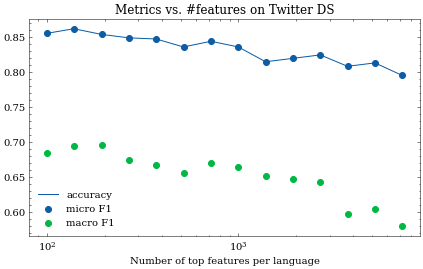 Metrics vs. #features on Twitter DS
0.85
0.80
0.75
0.70
0.65
0.60
accuracy
micro F1
macro F1
10²
10³
Number of top features per language